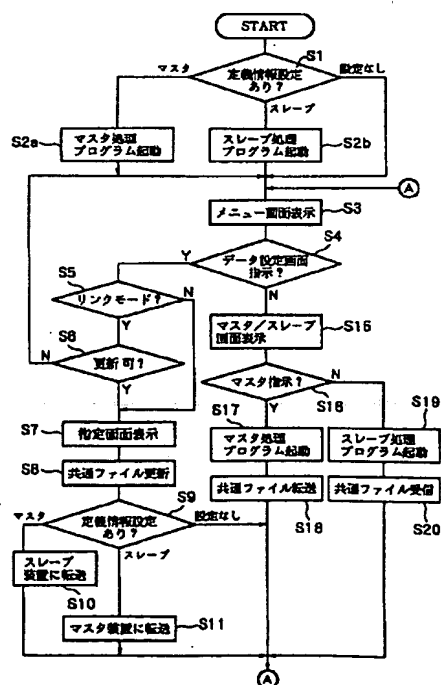 START
S1
マスタ
定義情報設定
あり?
設定なし
スレーブ
S2a
マスタ処理
プログラム起動
スレーブ処理
プログラム起動
S2b
A
メニュー画面表示
S3
S4
Y
データ設定画面
指示?
N
S5
リンクモード?
N
Y
マスタ/スレーブ
画面表示
S15
S6
N
更新可?
Y
マスタ指示?
N
S16
Y
S7
指定画面表示
S17
マスタ処理
プログラム起動
S19
スレーブ処理
プログラム起動
S8
共通ファイル更新
共通ファイル転送
S18
共通ファイル受信
S20
S9
マスタ
定義情報設定
あり?
設定なし
スレーブ
スレーブ
装置に転送
S10
マスタ装置に転送
S11
A